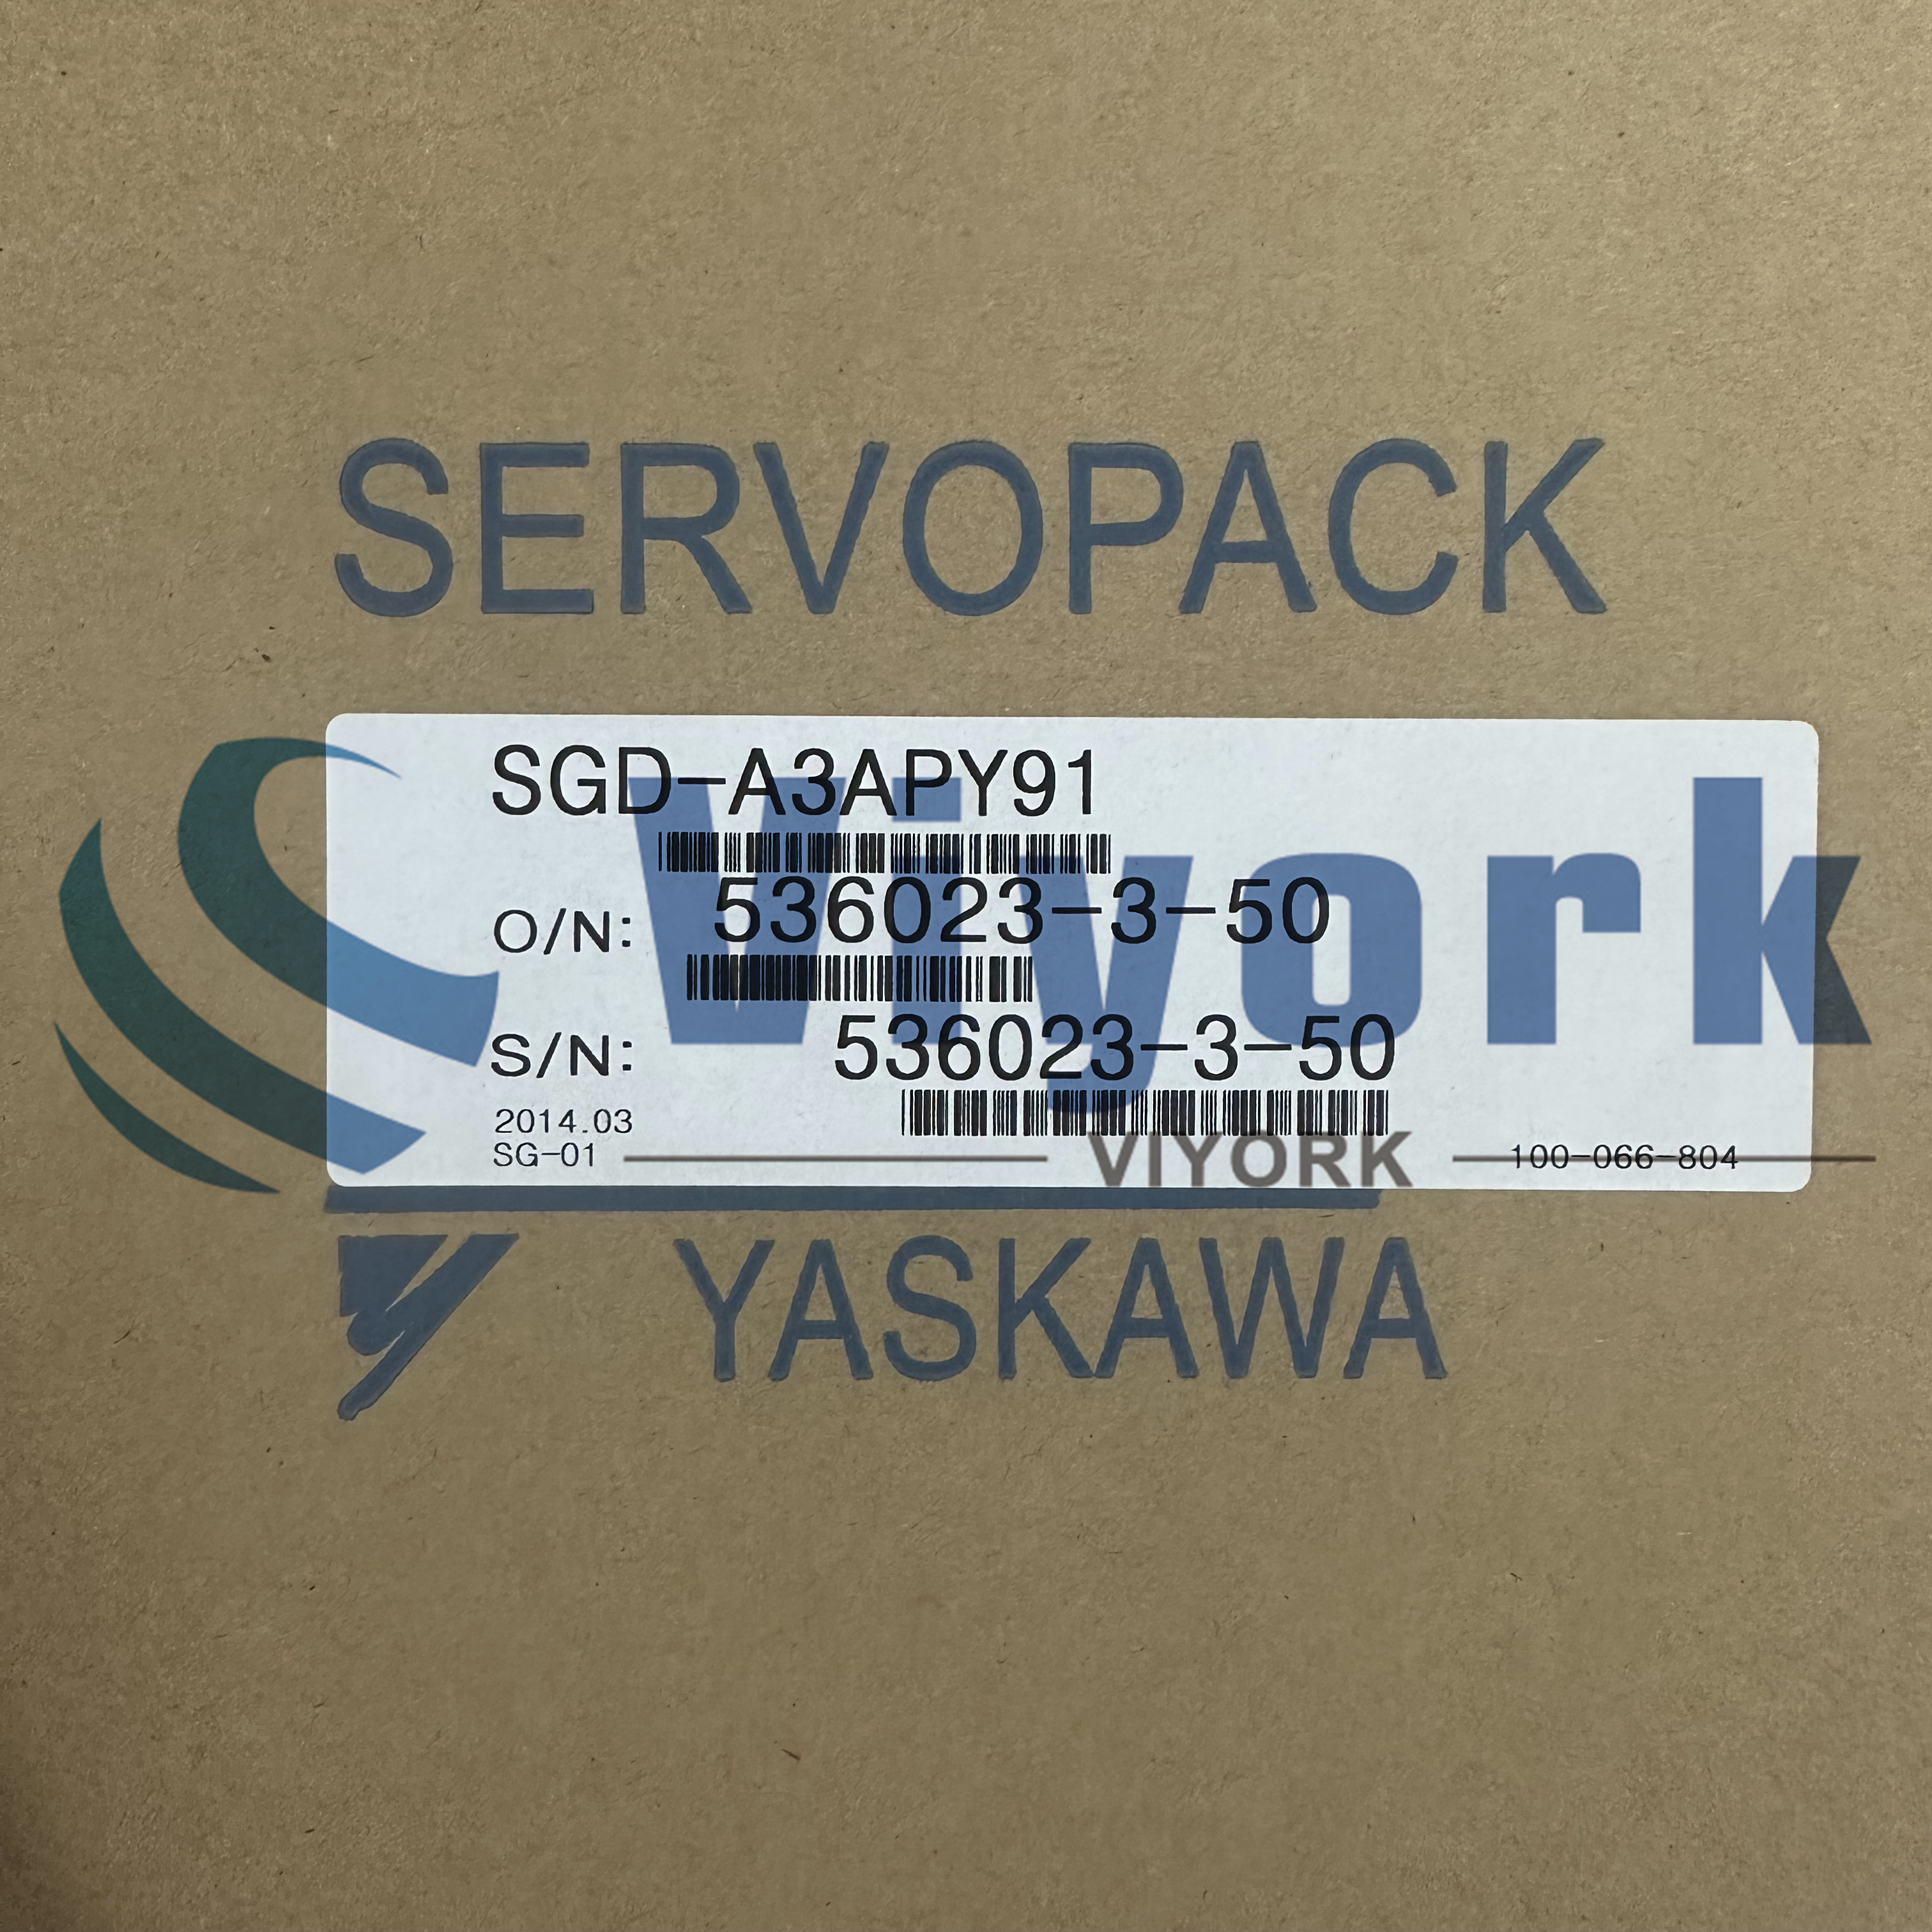 SERVOPACK
SGD-A3APY91
O/N: 536023-3-50
S/N: 536023-3-50
2014.03
SG-01
100-066-804
Viyork
VIYORK
YASKAWA